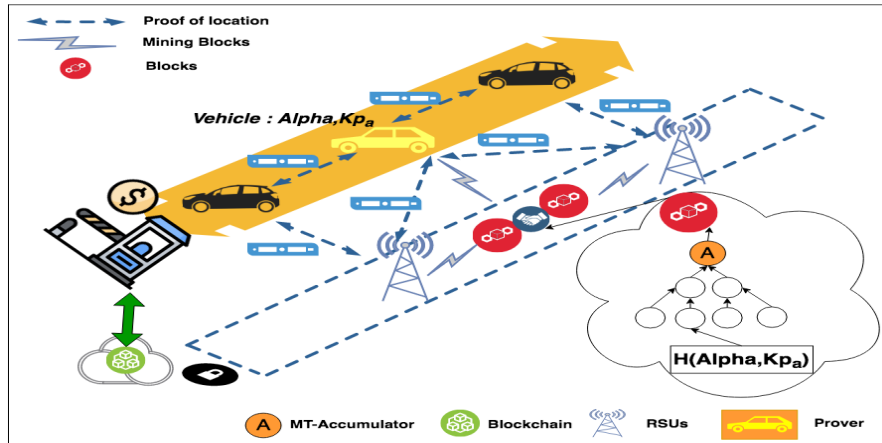 Proof of location
Mining Blocks
Blocks
Vehicle : Alpha,Kpa
$
A
H(Alpha,Kpa)
A MT-Accumulator
Blockchain
RSUs
Prover